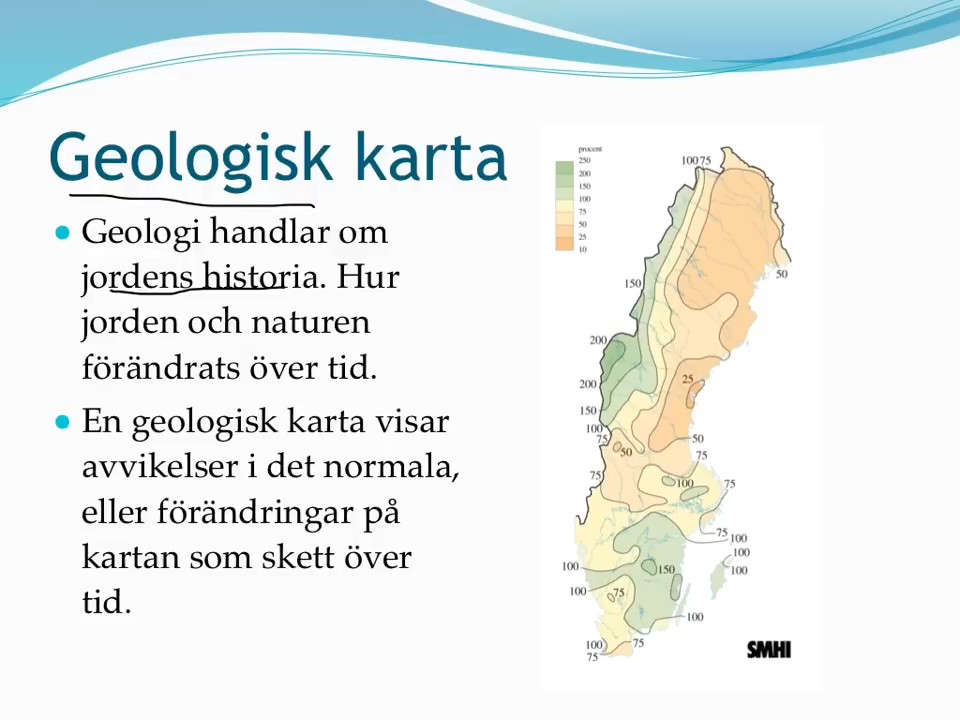 Geologisk karta
Geologi handlar om
jordens historia. Hur
jorden och naturen
förändrats över tid.
En geologisk karta visar
avvikelser i det normala,
eller förändringar på
kartan som skett över
tid.
procent
250
200
150
100
75
50
25
10
100 75
50
150
200
25
200
150
100
75
50
50
75
75
100
75
75
100
100
100
100
150
100
75
100
100
75
75
SMHI